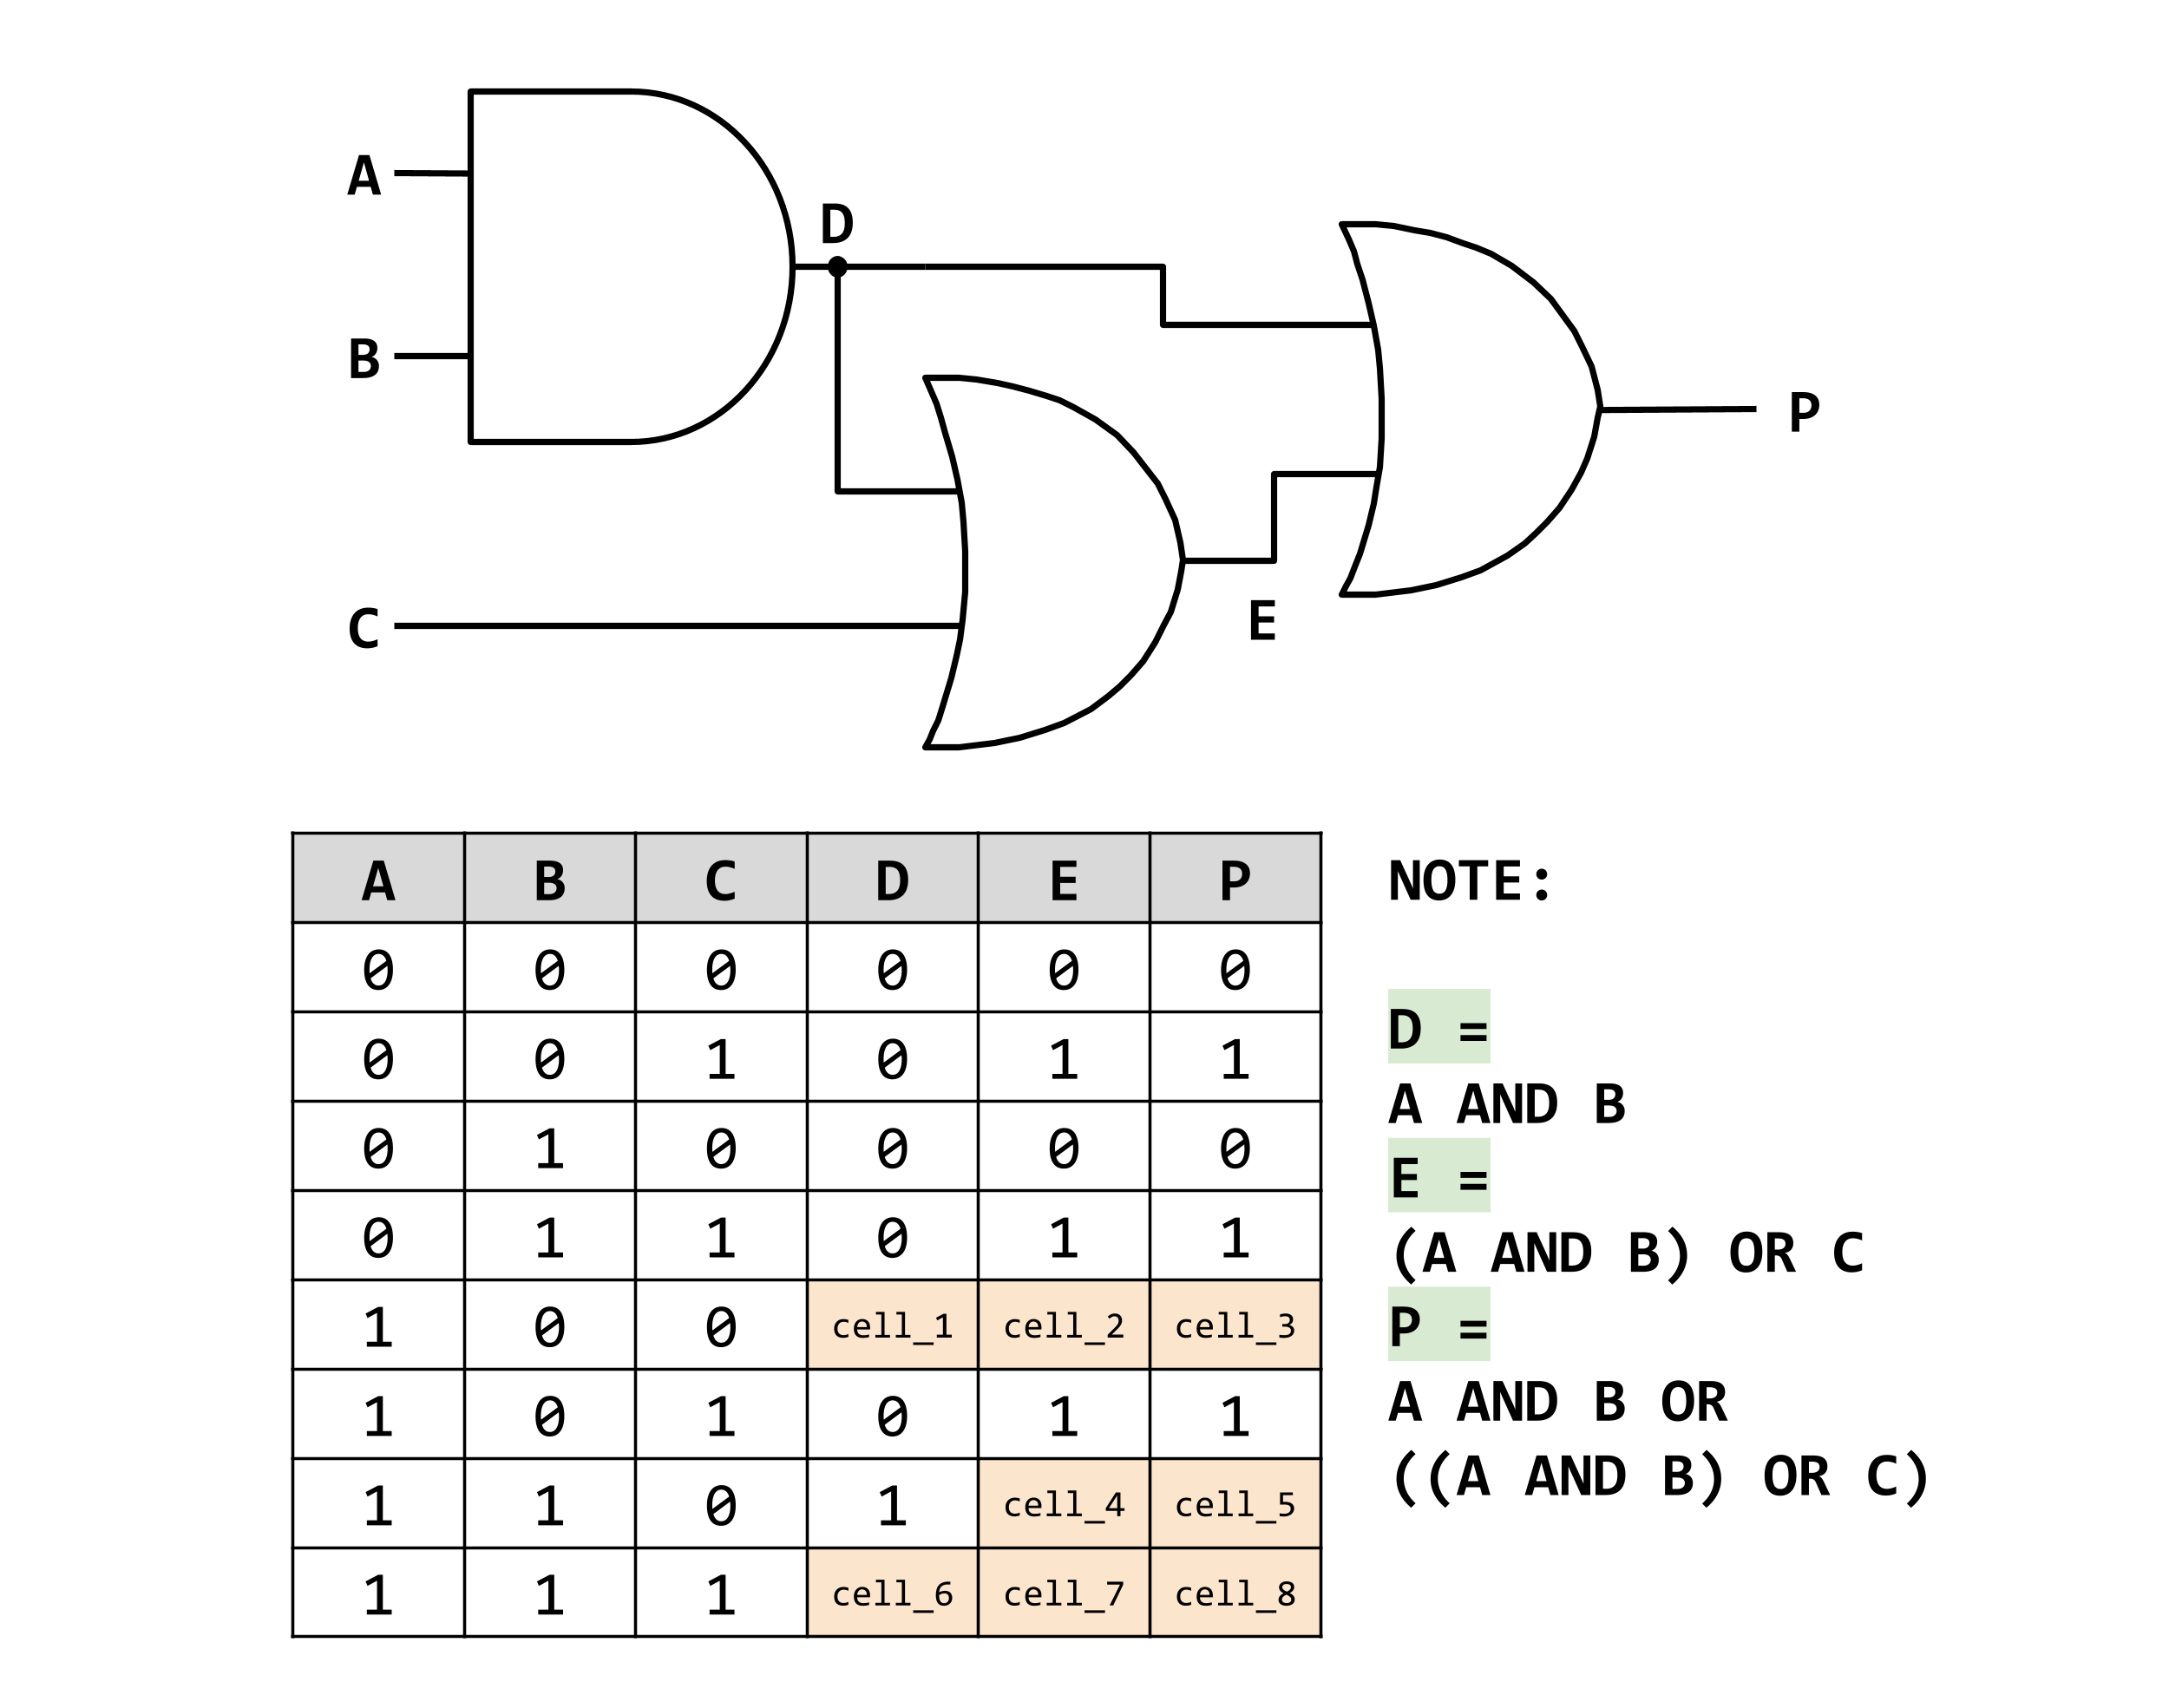 A
B
C
D
E
P
A B C D E P
0 0 0 0 0 0
0 0 1 0 1 1
0 1 0 0 0 0
0 1 1 0 1 1
1 0 0 cell_1 cell_2 cell_3
1 0 1 0 1 1
1 1 0 1 cell_4 cell_5
1 1 1 cell_6 cell_7 cell_8
NOTE:
D =
A AND B
E =
(A AND B) OR C
P =
A AND B OR
((A AND B) OR C)